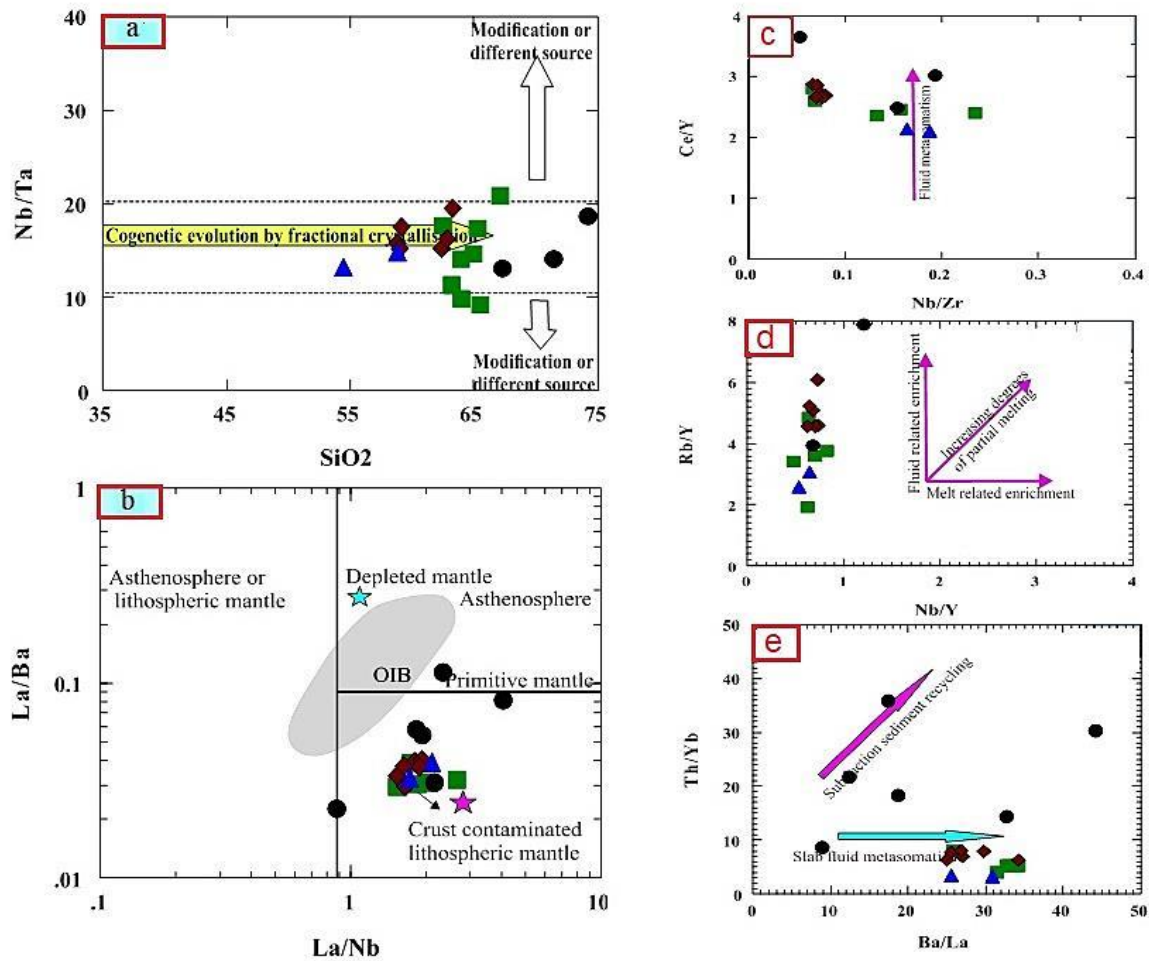 a
Modification or
different source
40
30
20
10
0
Nb/Ta
Cogenetic evolution by fractional crystallisation
Modification or
different source
35
45
55
65
75
SiO2
b
1
0.1
.01
La/Ba
Asthenosphere or
lithospheric mantle
Depleted mantle
Asthenosphere
OIB
Primitive mantle
Crust contaminated
lithospheric mantle
.1
1
10
La/Nb
c
4
3
2
1
0
Ce/Y
Fluid metasomatism
0.0
0.1
0.2
0.3
0.4
Nb/Zr
d
8
6
4
2
0
Rb/Y
Fluid related enrichment
Increasing degrees
of partial melting
Melt related enrichment
0
1
2
3
4
Nb/Y
e
50
40
30
20
10
0
Th/Yb
Subduction sediment recycling
Slab fluid metasomatism
0
10
20
30
40
50
Ba/La